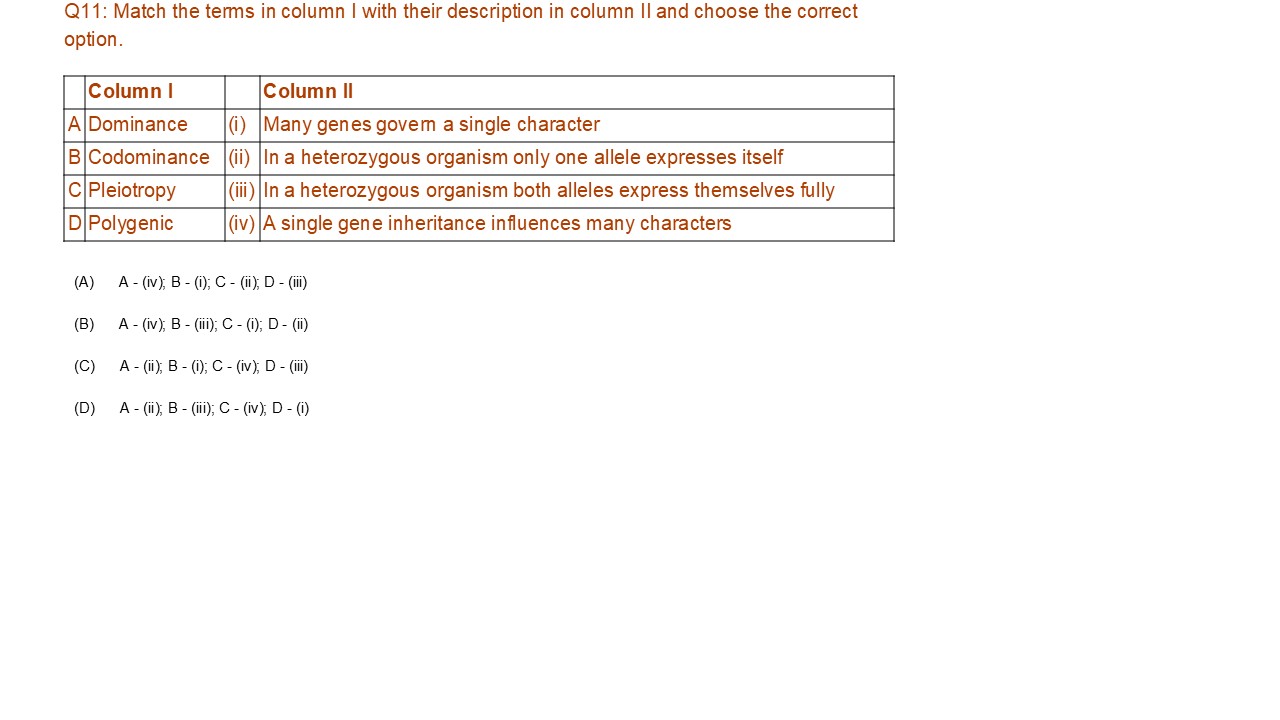 Q11: Match the terms in column I with their description in column II and choose the correct
option.
Column I Column II
A Dominance (i) Many genes govern a single character
B Codominance (ii) In a heterozygous organism only one allele expresses itself
C Pleiotropy (iii) In a heterozygous organism both alleles express themselves fully
D Polygenic (iv) A single gene inheritance influences many characters
(A) A - (iv); B - (i); C - (ii); D - (iii)
(B) A - (iv); B - (iii); C - (i); D - (ii)
(C) A - (ii); B - (i); C - (iv); D - (iii)
(D) A - (ii); B - (iii); C - (iv); D - (i)